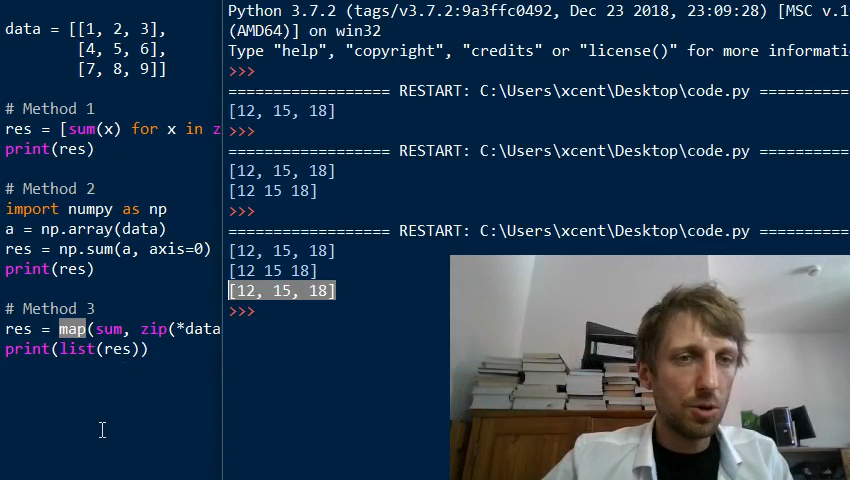 data = [[1, 2, 3],
[4, 5, 6],
[7, 8, 9]]
# Method 1
res = [sum(x) for x in z
print(res)
# Method 2
import numpy as np
a = np.array(data)
res = np.sum(a, axis=0)
print(res)
# Method 3
res = map(sum, zip(*data
print(list(res))
Python 3.7.2 (tags/v3.7.2:9a3ffc0492, Dec 23 2018, 23:09:28) [MSC v.1
(AMD64)] on win32
Type "help", "copyright", "credits" or "license()" for more informati
>>>
================== RESTART: C:\Users\xcent\Desktop\code.py ==========
[12, 15, 18]
>>>
================== RESTART: C:\Users\xcent\Desktop\code.py ==========
[12, 15, 18]
[12 15 18]
>>>
================== RESTART: C:\Users\xcent\Desktop\code.py ==========
[12, 15, 18]
[12 15 18]
[12, 15, 18]
>>>